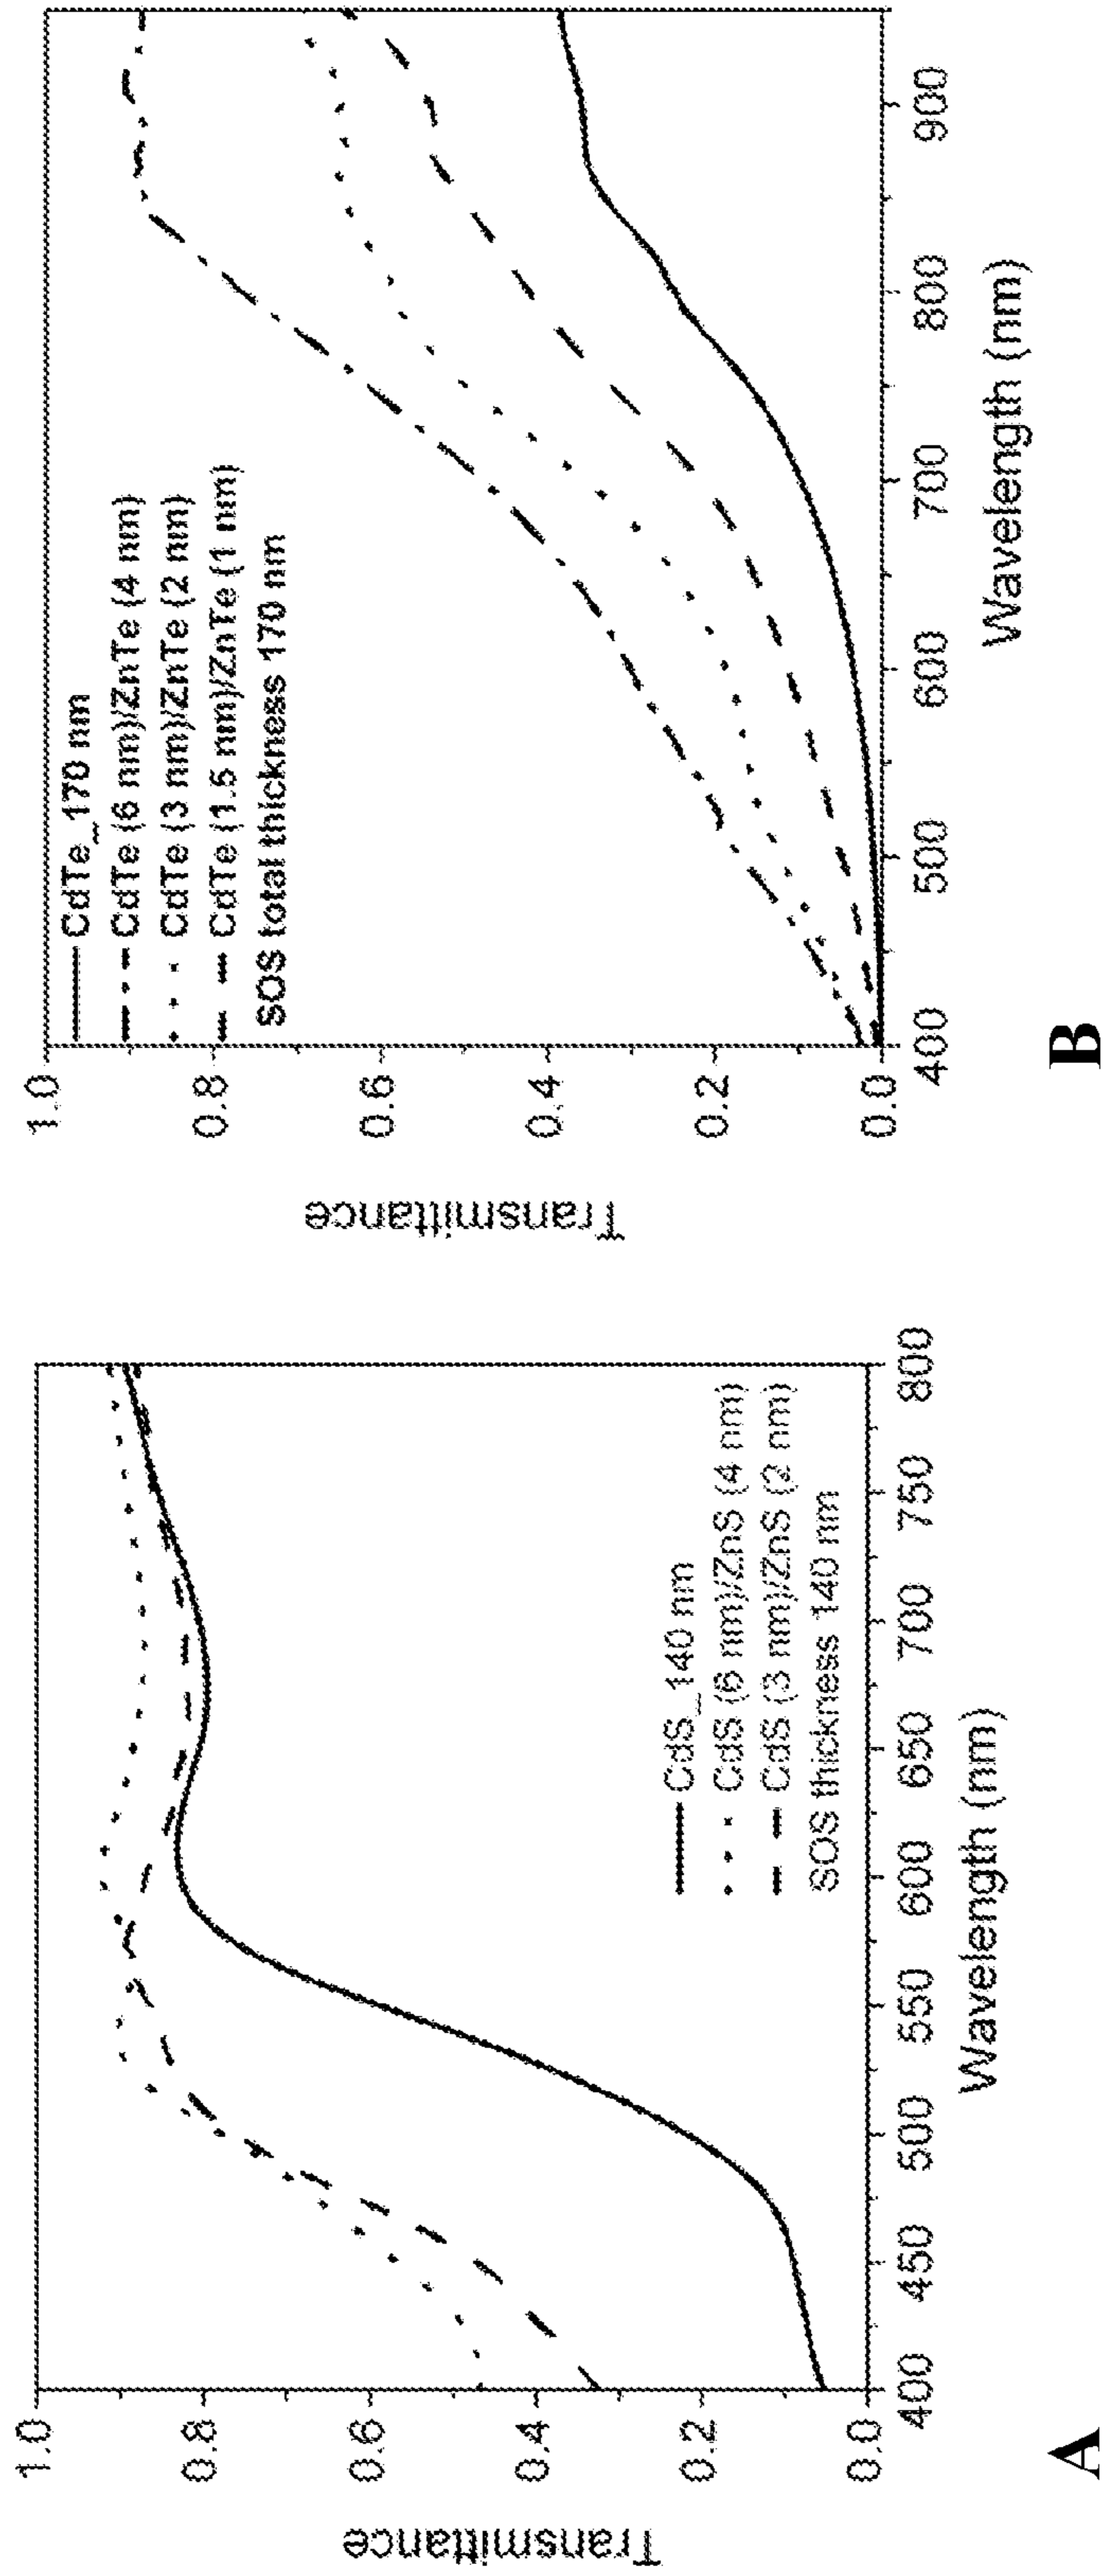 1.0
0.8
0.6
0.4
0.2
0.0
Transmittance
400
450
500
550
600
650
700
750
800
Wavelength (nm)
CdS_140 nm
CdS (6 nm)/ZnS (4 nm)
CdS (3 nm)/ZnS (2 nm)
SOS thickness 140 nm
A
1.0
0.8
0.6
0.4
0.2
0.0
Transmittance
400
500
600
700
800
900
Wavelength (nm)
CdTe_170 nm
CdTe (6 nm)/ZnTe (4 nm)
CdTe (3 nm)/ZnTe (2 nm)
CdTe (1.5 nm)/ZnTe (1 nm)
SOS total thickness 170 nm
B